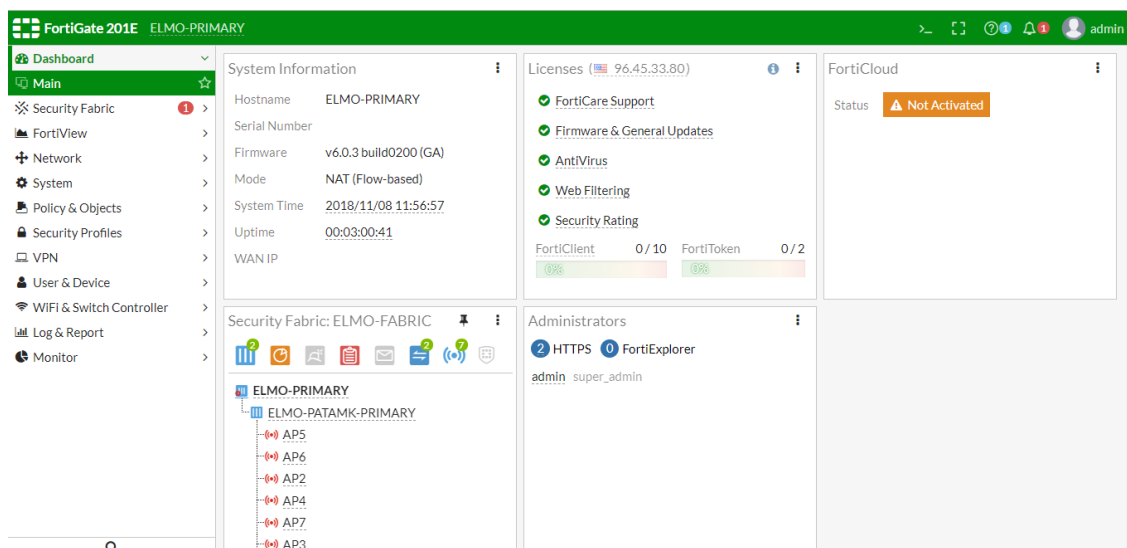 FortiGate 201E ELMO-PRIMARY
>_ 1 1 admin
Dashboard
Main
Security Fabric 1
FortiView
Network
System
Policy & Objects
Security Profiles
VPN
User & Device
WiFi & Switch Controller
Log & Report
Monitor
System Information
Hostname ELMO-PRIMARY
Serial Number
Firmware v6.0.3 build0200 (GA)
Mode NAT (Flow-based)
System Time 2018/11/08 11:56:57
Uptime 00:03:00:41
WAN IP
Licenses ( 96.45.33.80)
FortiCare Support
Firmware & General Updates
AntiVirus
Web Filtering
Security Rating
FortiClient 0/10 FortiToken 0/2
0% 0%
FortiCloud
Status Not Activated
Security Fabric: ELMO-FABRIC
2 2 7
ELMO-PRIMARY
ELMO-PATAMK-PRIMARY
AP5
AP6
AP2
AP4
AP7
AP3
Administrators
2 HTTPS 0 FortiExplorer
admin super_admin